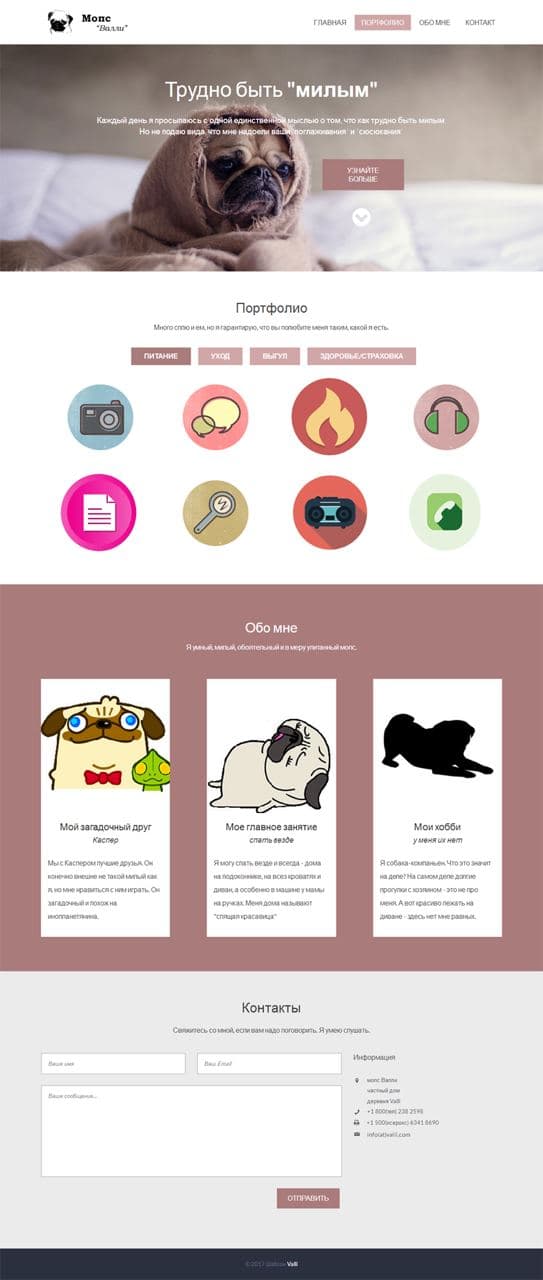 Мопс
"Валли"
ГЛАВНАЯ ПОРТФОЛИО ОБО МНЕ КОНТАКТ
Трудно быть "милым"
Каждый день я просыпаюсь с одной единственной мыслью о том, что как трудно быть милым
Но не подаю вида, что мне надоели ваши "поглаживания" и "сюсюкания"
УЗНАЙТЕ
БОЛЬШЕ
Портфолио
Много сплю и ем, но я гарантирую, что вы полюбите меня таким, какой я есть.
ПИТАНИЕ УХОД ВЫГУЛ ЗДОРОВЬЕ/СТРАХОВКА
Обо мне
Я умный, милый, обоятельный и в меру упитанный мопс.
Мой загадочный друг
Каспер
Мы с Каспером лучшие друзья. Он
конечно внешне не такой милый как
я, но мне нравиться с ним играть. Он
загадочный и похож на
инопланетянина.
Мое главное занятие
спать везде
Я могу спать везде и всегда - дома
на подоконнике, на всех кроватях и
диван, а особенно в машине у мамы
на ручках. Меня дома называют
"спящая красавица"
Мои хобби
у меня их нет
Я собака-компаньен. Что это значит
на деле? На самом деле долгие
прогулки с хозяином - это не про
меня. А вот красиво лежать на
диване - здесь нет мне равных.
Контакты
Свяжитесь со мной, если вам надо поговорить. Я умею слушать.
Ваше имя
Ваш Email
Ваше сообщение...
ОТПРАВИТЬ
Информация
мопс Валли
частный дом
деревня Valli
+1 800(тел) 238 2598
+1 900(всерокс) 6341 8690
info(at)valli.com
© 2017 Шаблон Valli